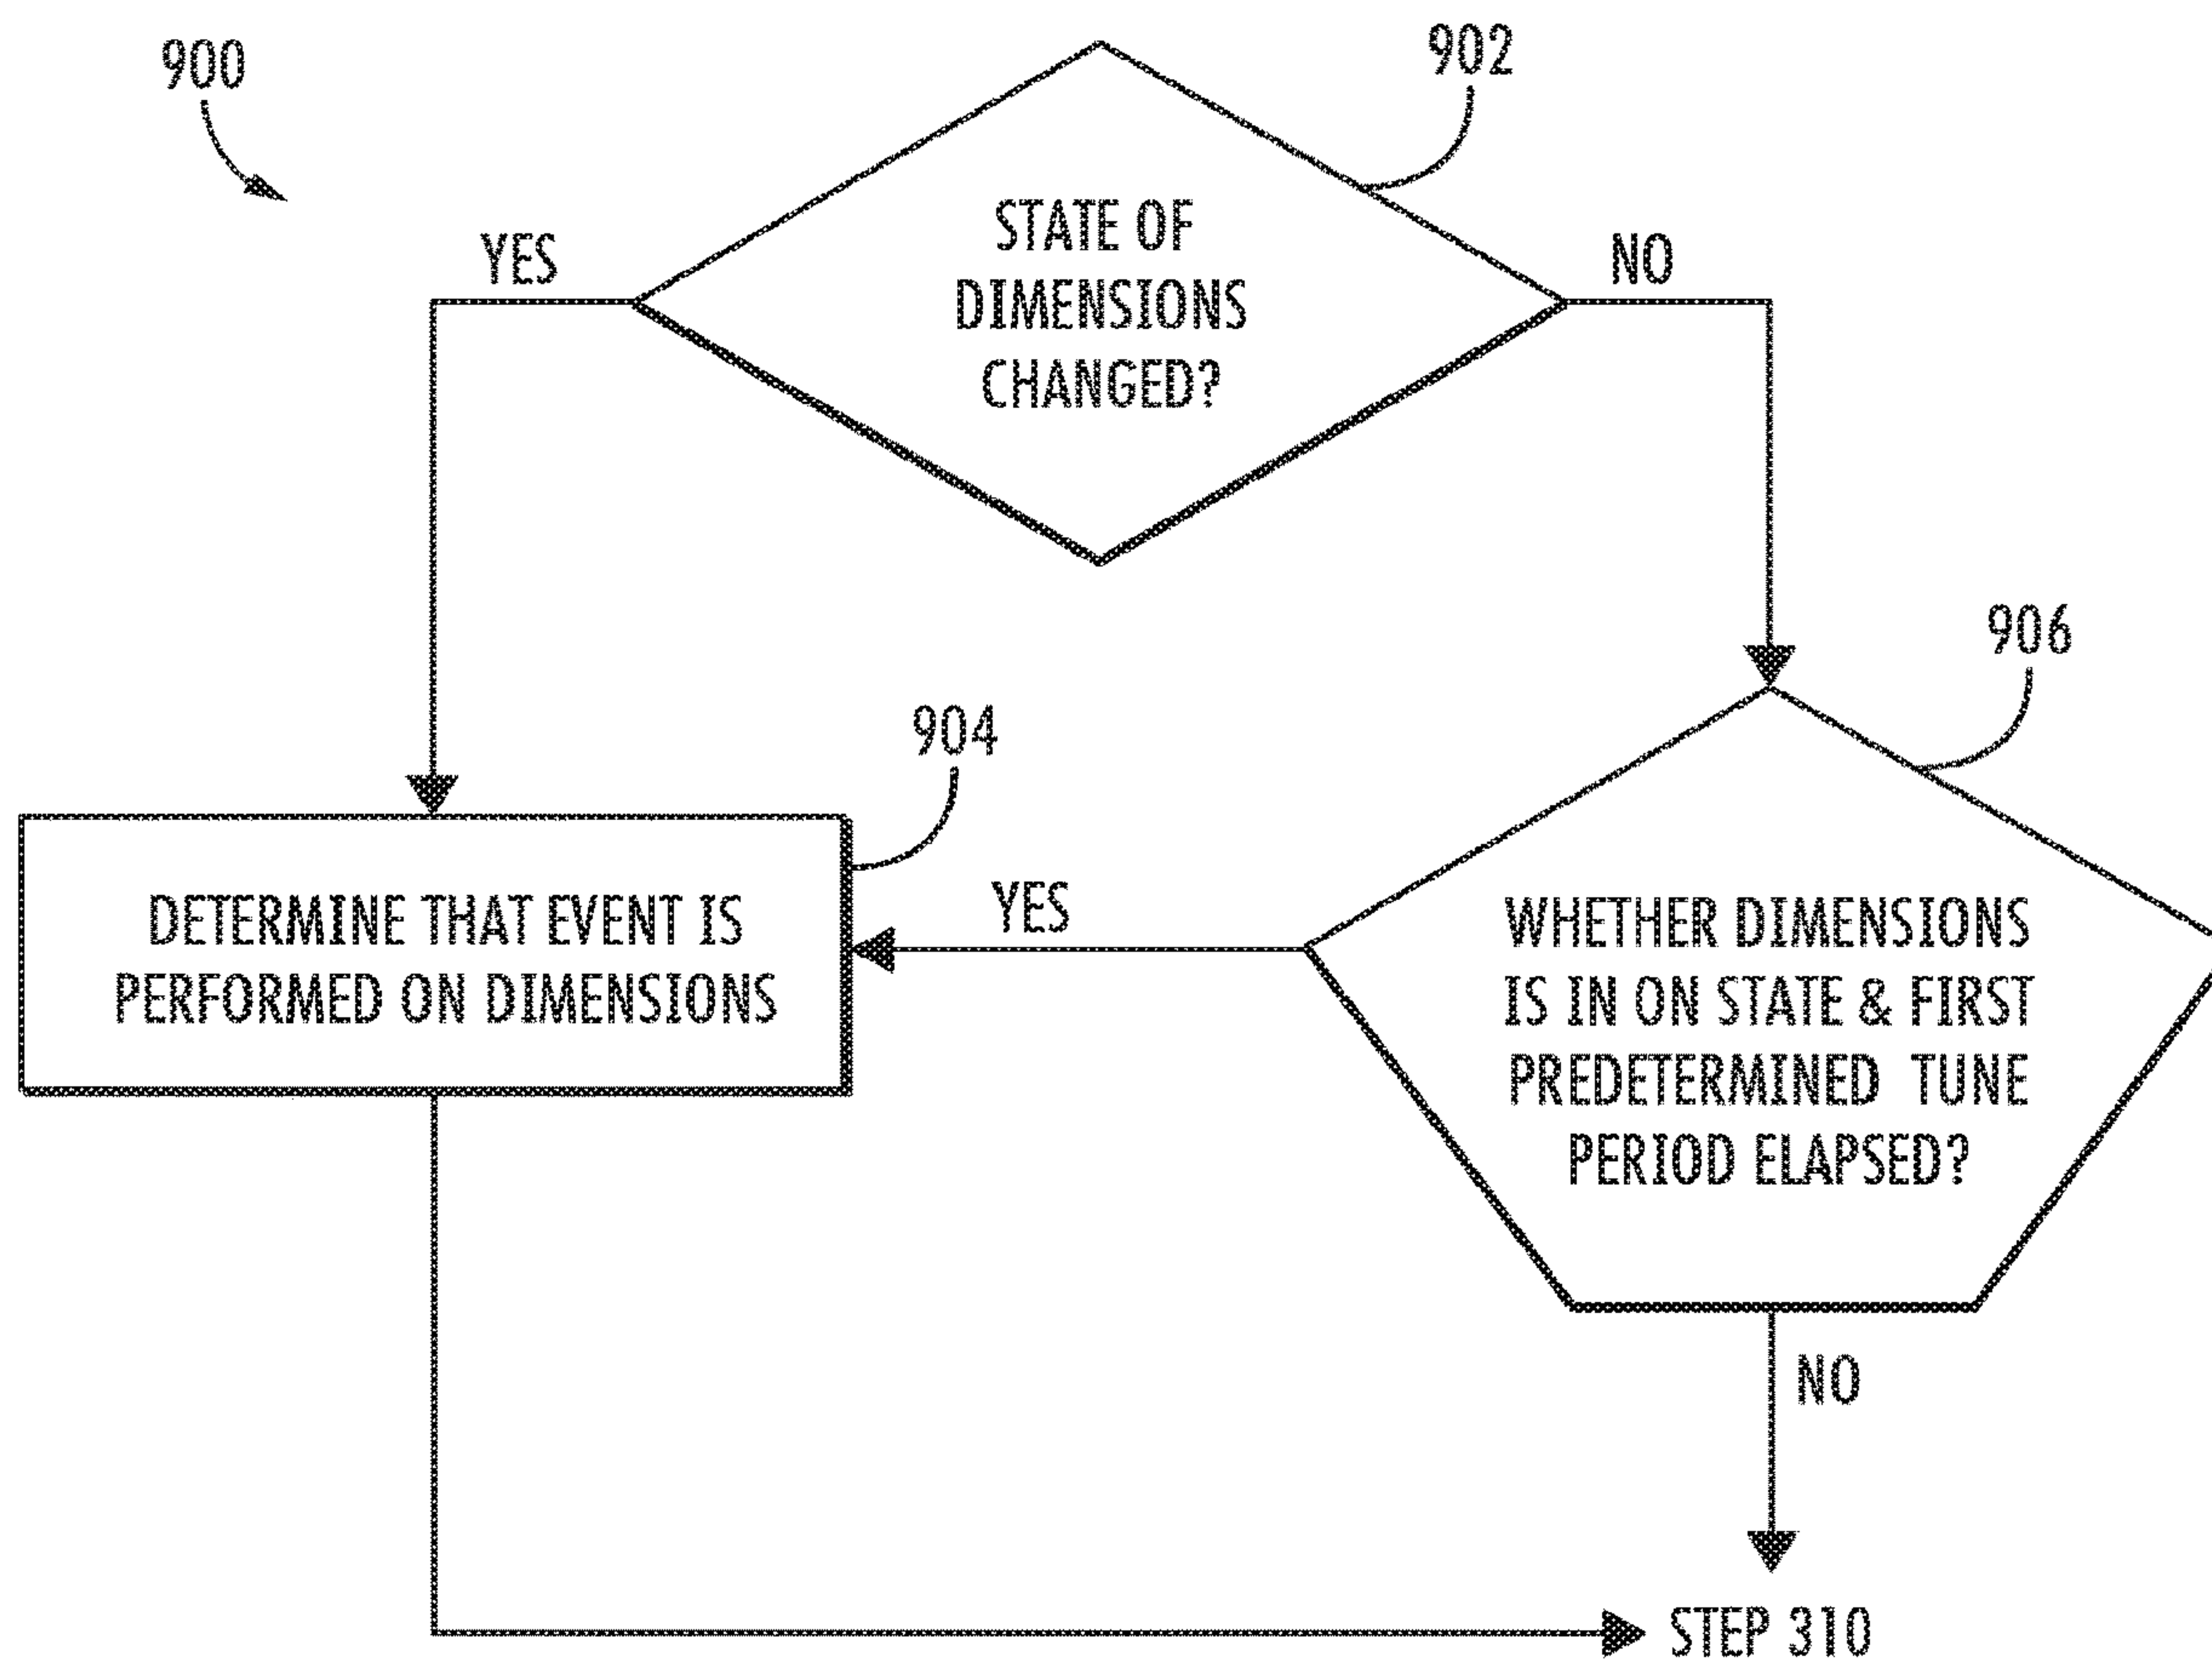 900
902
STATE OF
DIMENSIONS
CHANGED?
YES
NO
906
904
DETERMINE THAT EVENT IS
PERFORMED ON DIMENSIONS
YES
WHETHER DIMENSIONS
IS IN ON STATE & FIRST
PREDETERMINED TUNE
PERIOD ELAPSED?
NO
STEP 310